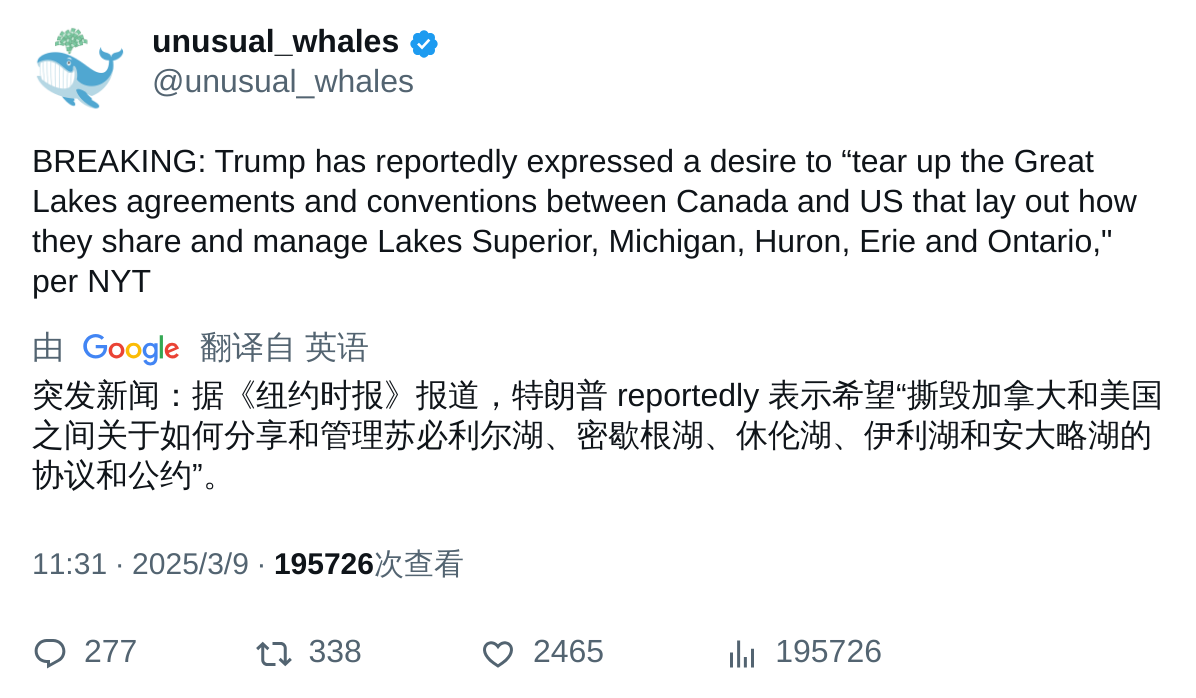 unusual_whales
@unusual_whales
BREAKING: Trump has reportedly expressed a desire to “tear up the Great
Lakes agreements and conventions between Canada and US that lay out how
they share and manage Lakes Superior, Michigan, Huron, Erie and Ontario,"
per NYT
由 Google 翻译自 英语
突发新闻：据《纽约时报》报道，特朗普 reportedly 表示希望“撕毁加拿大和美国
之间关于如何分享和管理苏必利尔湖、密歇根湖、休伦湖、伊利湖和安大略湖的
协议和公约”。
11:31 · 2025/3/9 · 195726次查看
277 338 2465 195726